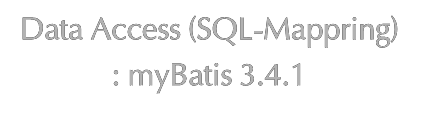 Data Access (SQL-Mappring)
: myBatis 3.4.1